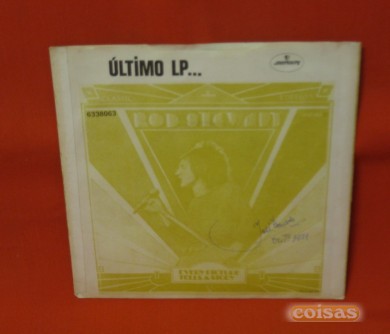 ÚLTIMO LP...
mercury
ROD STEWART
6338063
EVERY PICTURE
TELLS A STORY
coisas